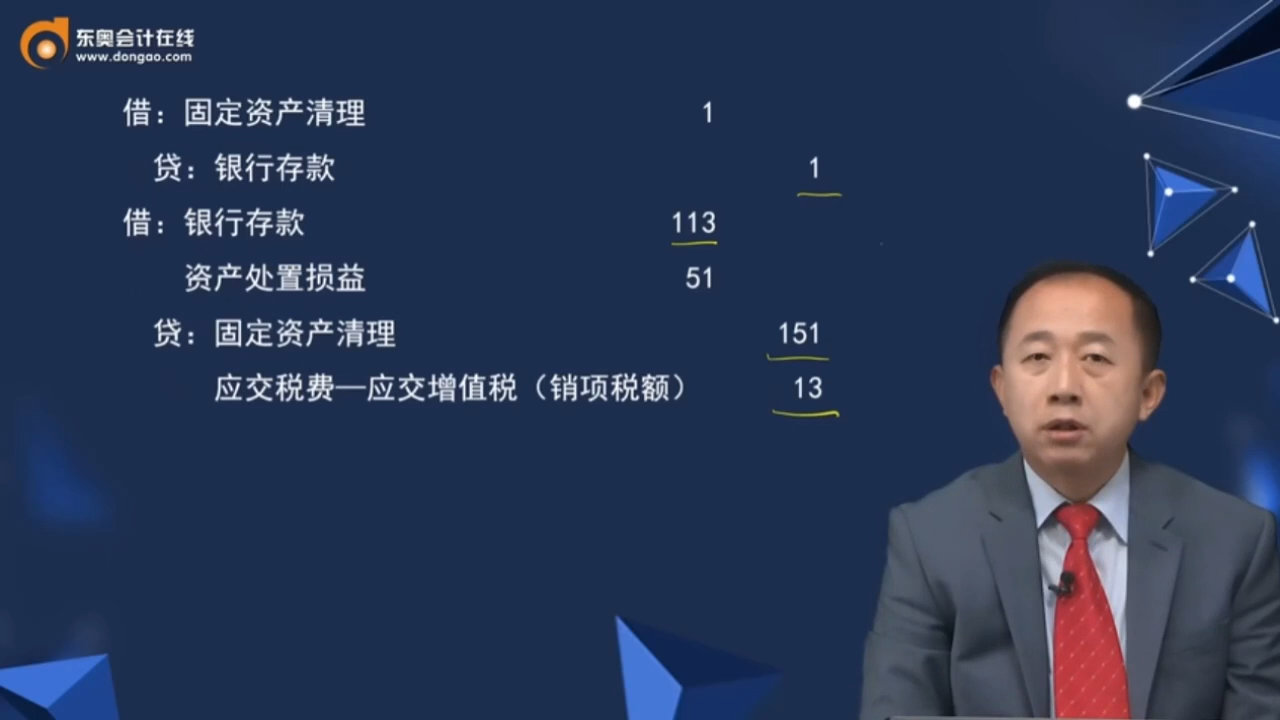 东奥会计在线
www.dongao.com
借：固定资产清理 1
贷：银行存款 1
借：银行存款 113
资产处置损益 51
贷：固定资产清理 151
应交税费—应交增值税（销项税额） 13